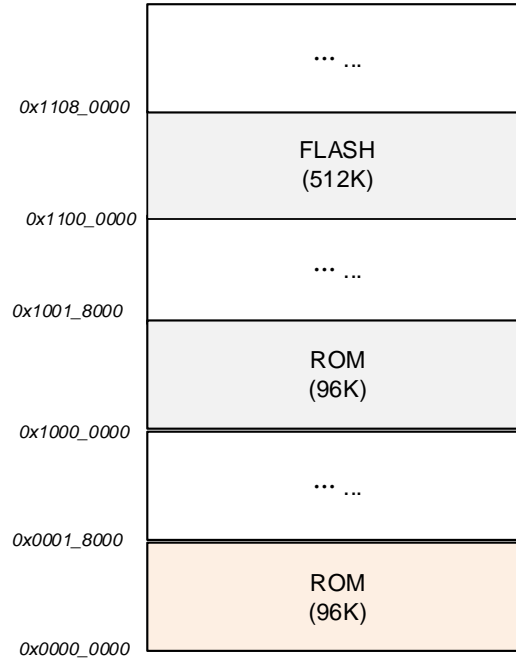 ... ...
0x1108_0000
FLASH
(512K)
0x1100_0000
... ...
0x1001_8000
ROM
(96K)
0x1000_0000
... ...
0x0001_8000
ROM
(96K)
0x0000_0000